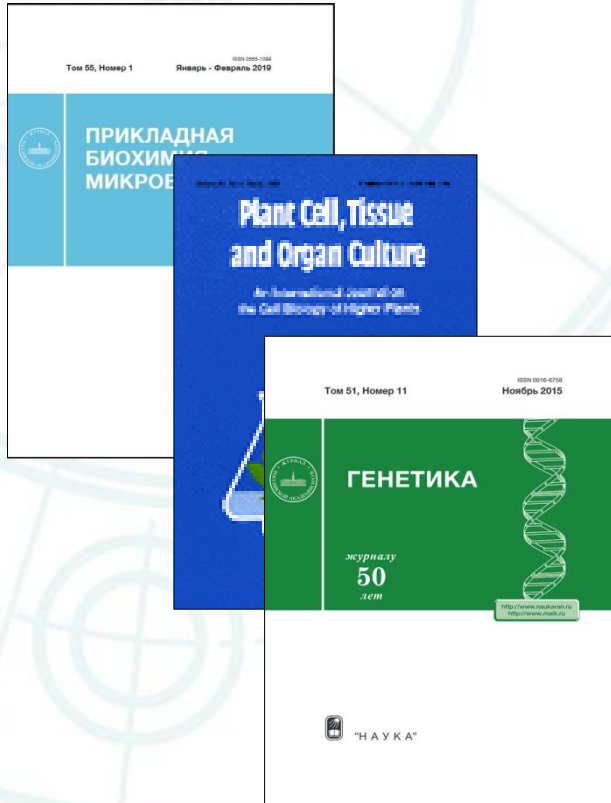 ISSN 0555-1099
Том 55, Номер 1 Январь - Февраль 2019
ПРИКЛАДНАЯ
БИОХИМИЯ
МИКРОБ
Plant Cell, Tissue
and Organ Culture
An International Journal on
the Cell Biology of Higher Plants
ISSN 0016-6758
Том 51, Номер 11 Ноябрь 2015
ГЕНЕТИКА
журналу
50
лет
http://www.naukaran.ru
http://www.maik.ru
"НАУКА"